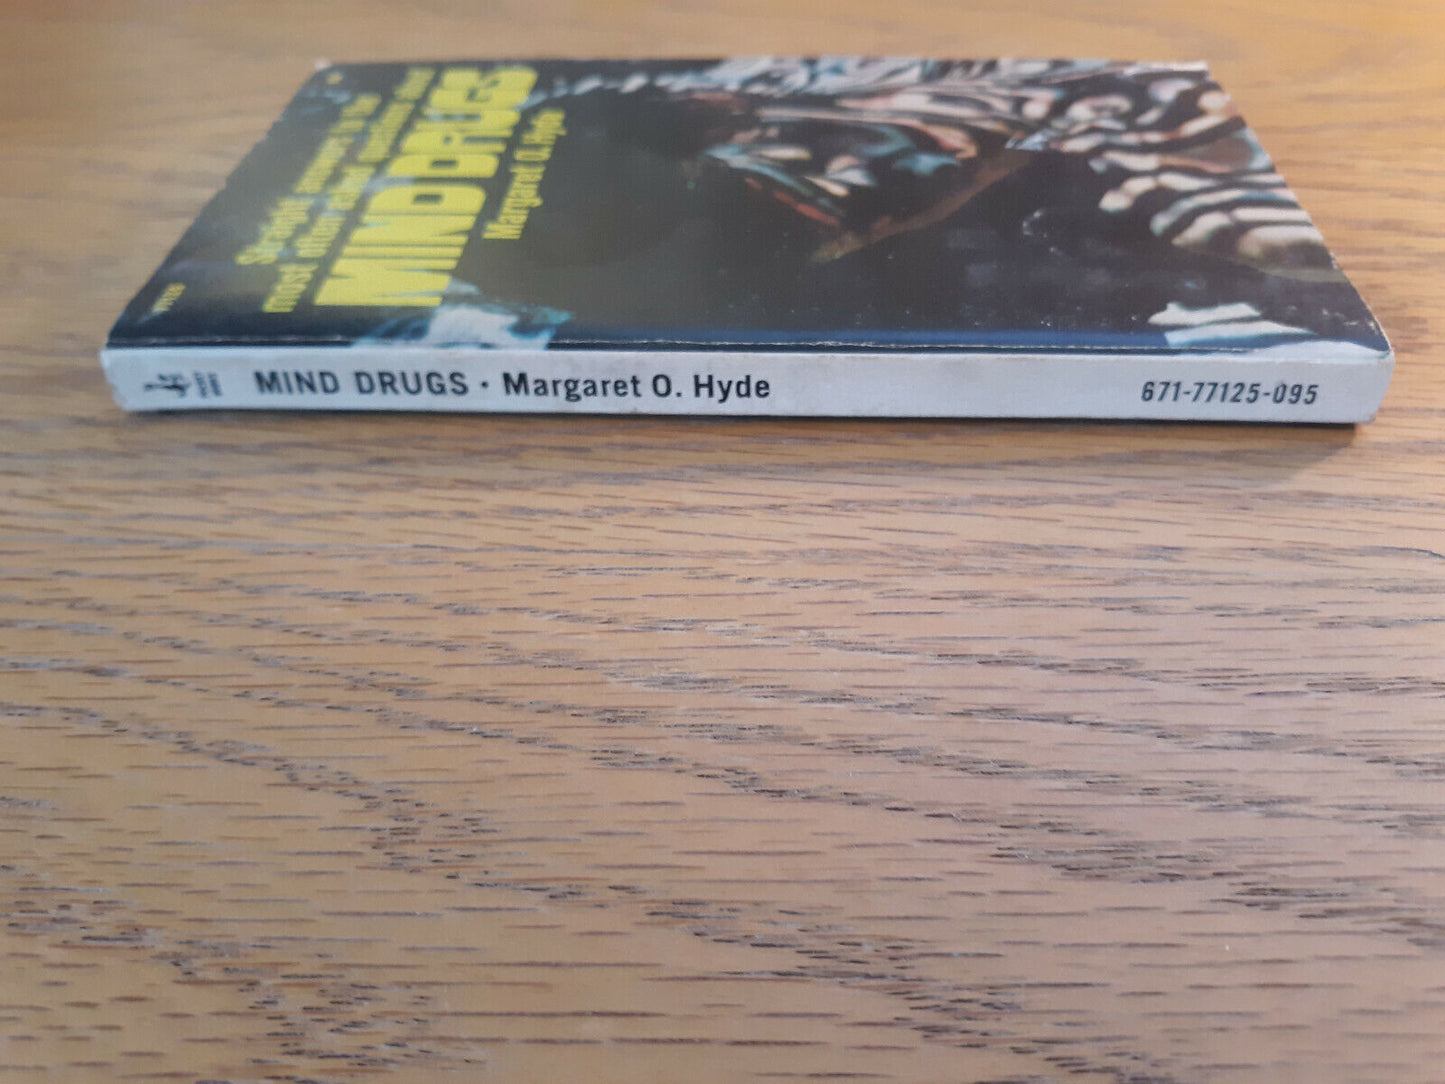 Straight answers to the
most often asked questions about
MIND DRUGS
Margaret O. Hyde
77125
MIND DRUGS · Margaret O. Hyde
671-77125-095